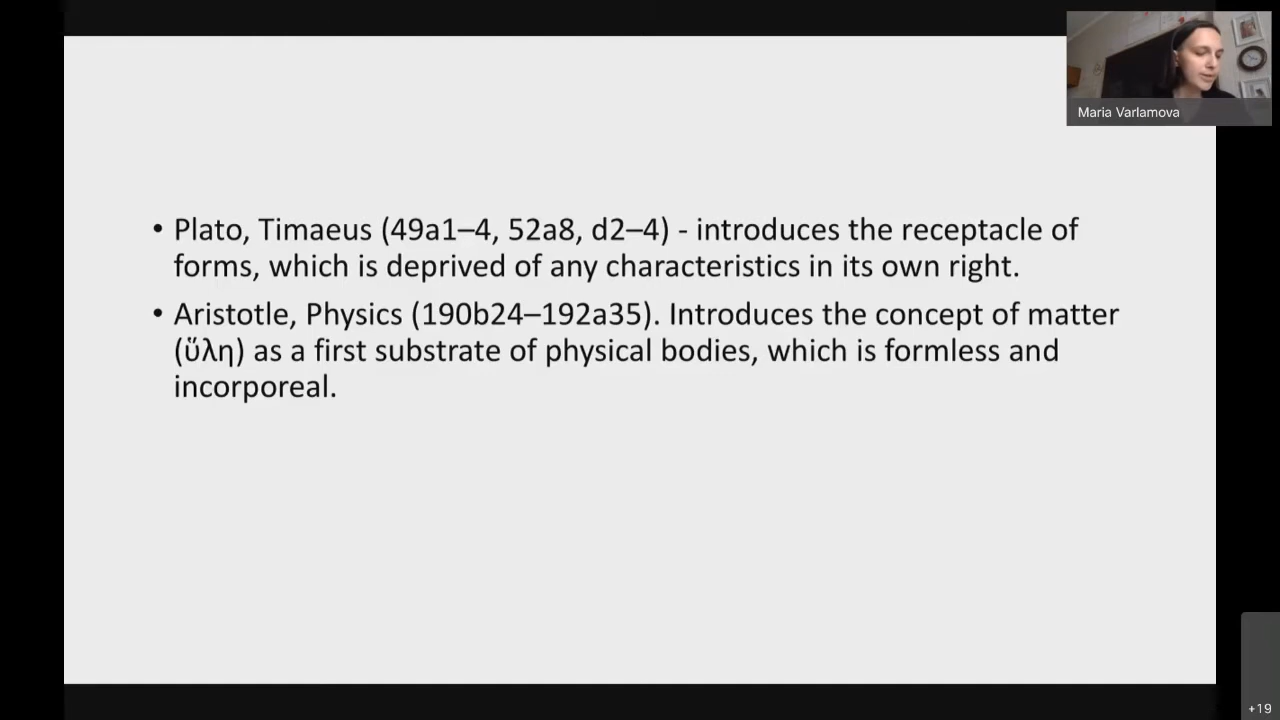 Maria Varlamova
• Plato, Timaeus (49a1–4, 52a8, d2–4) - introduces the receptacle of
forms, which is deprived of any characteristics in its own right.
• Aristotle, Physics (190b24–192a35). Introduces the concept of matter
(ὕλη) as a first substrate of physical bodies, which is formless and
incorporeal.
+19